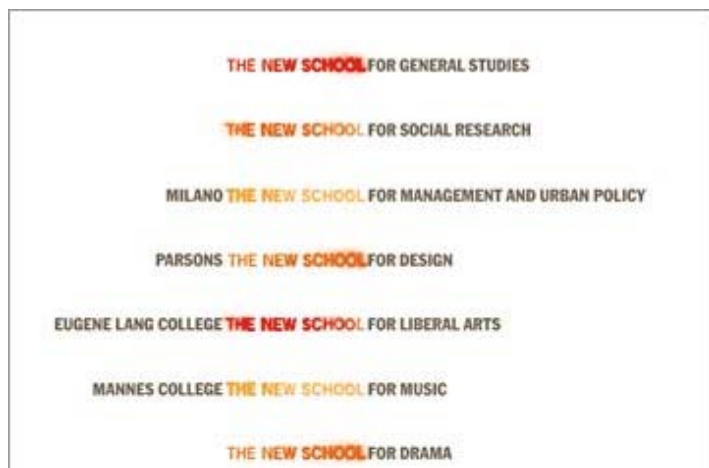 THE NEW SCHOOL FOR GENERAL STUDIES
THE NEW SCHOOL FOR SOCIAL RESEARCH
MILANO THE NEW SCHOOL FOR MANAGEMENT AND URBAN POLICY
PARSONS THE NEW SCHOOL FOR DESIGN
EUGENE LANG COLLEGE THE NEW SCHOOL FOR LIBERAL ARTS
MANNES COLLEGE THE NEW SCHOOL FOR MUSIC
THE NEW SCHOOL FOR DRAMA